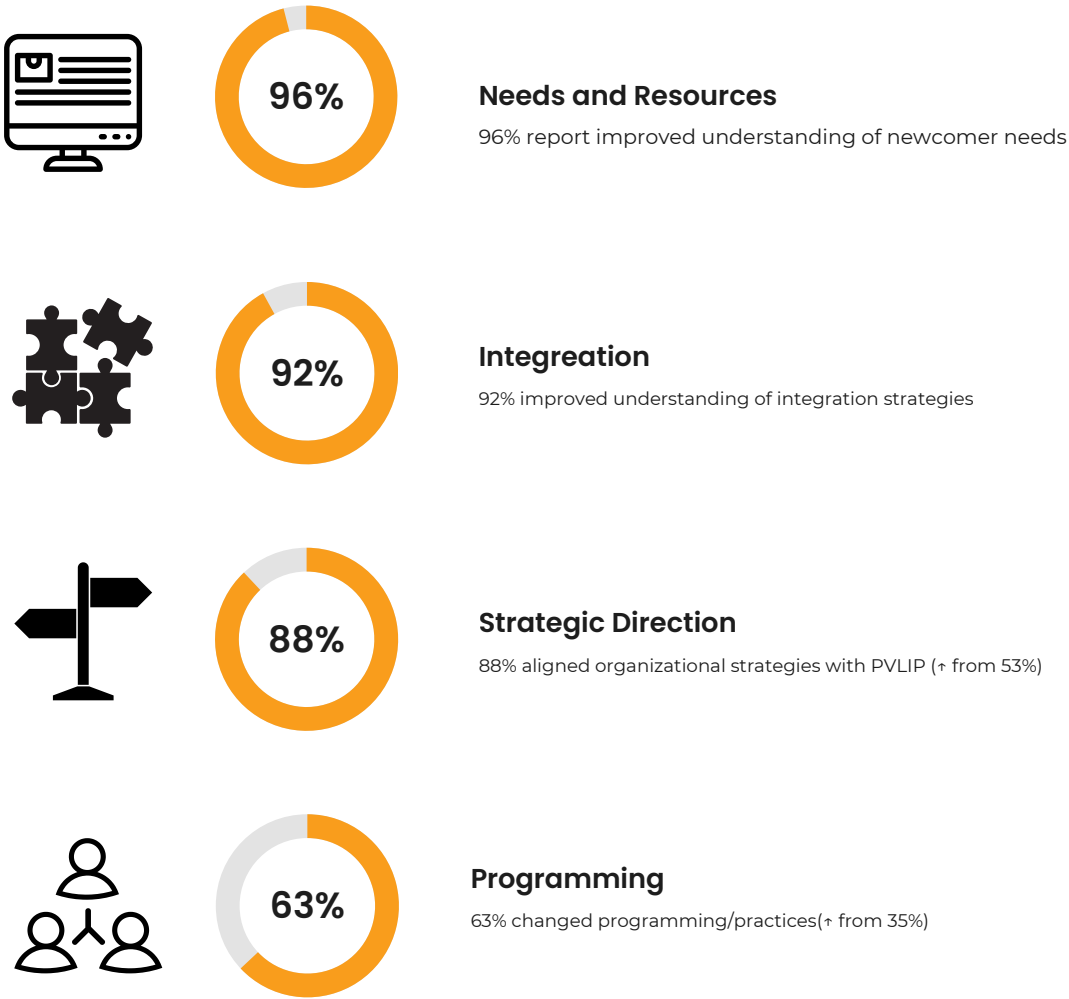 96%
Needs and Resources
96% report improved understanding of newcomer needs
92%
Integreation
92% improved understanding of integration strategies
88%
Strategic Direction
88% aligned organizational strategies with PVLIP (↑ from 53%)
63%
Programming
63% changed programming/practices(↑ from 35%)